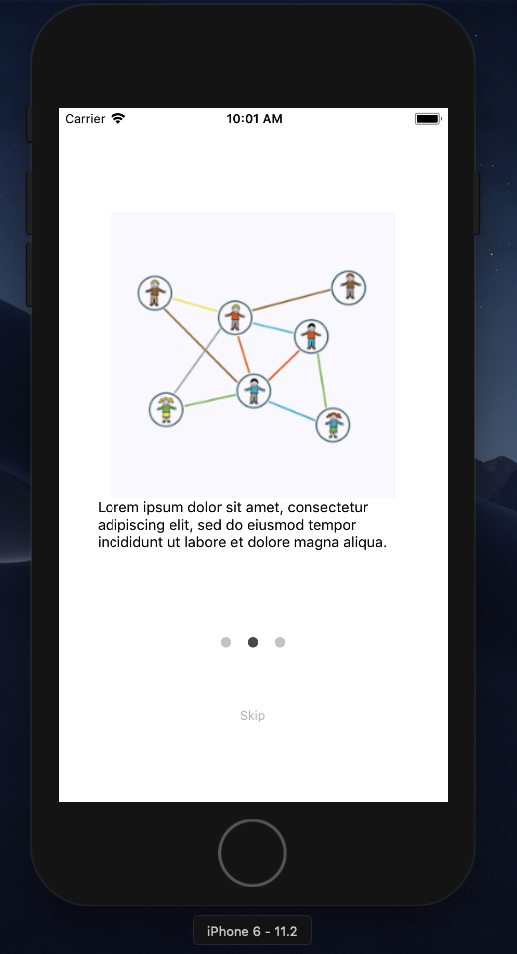 Carrier
10:01 AM
Lorem ipsum dolor sit amet, consectetur
adipiscing elit, sed do eiusmod tempor
incididunt ut labore et dolore magna aliqua.
Skip
iPhone 6 - 11.2